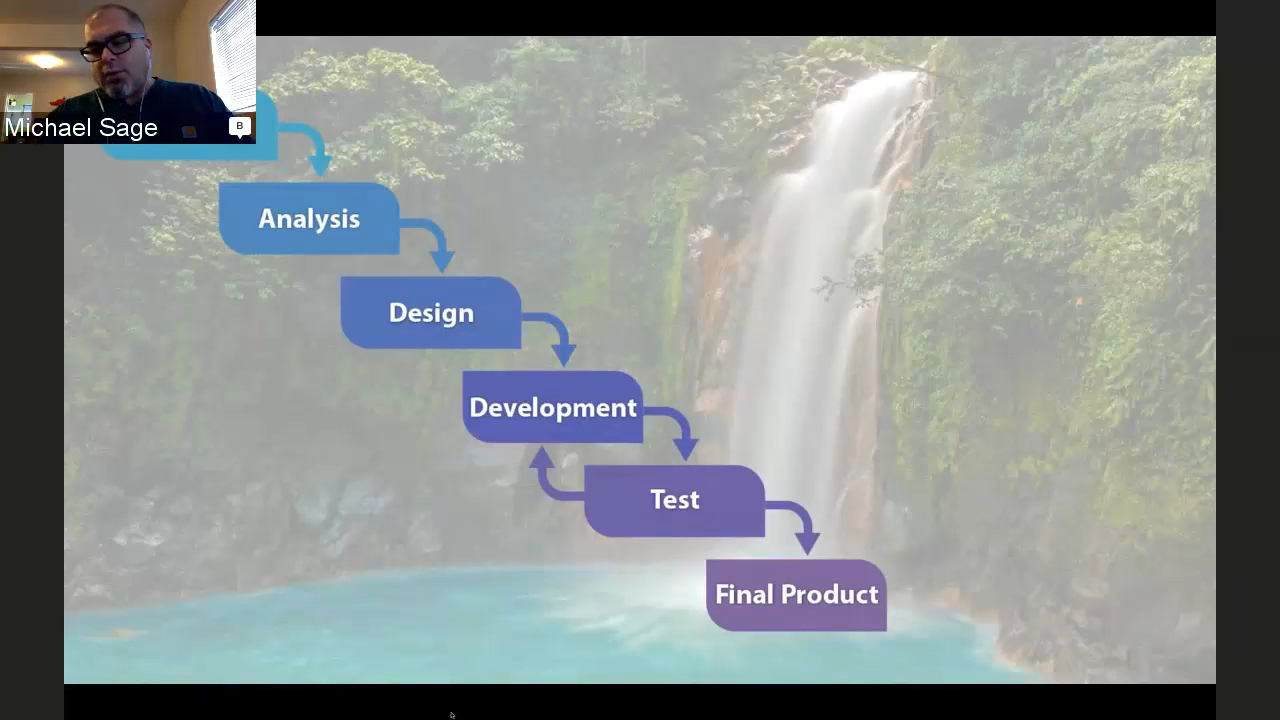 Michael Sage
B
Analysis
Design
Development
Test
Final Product